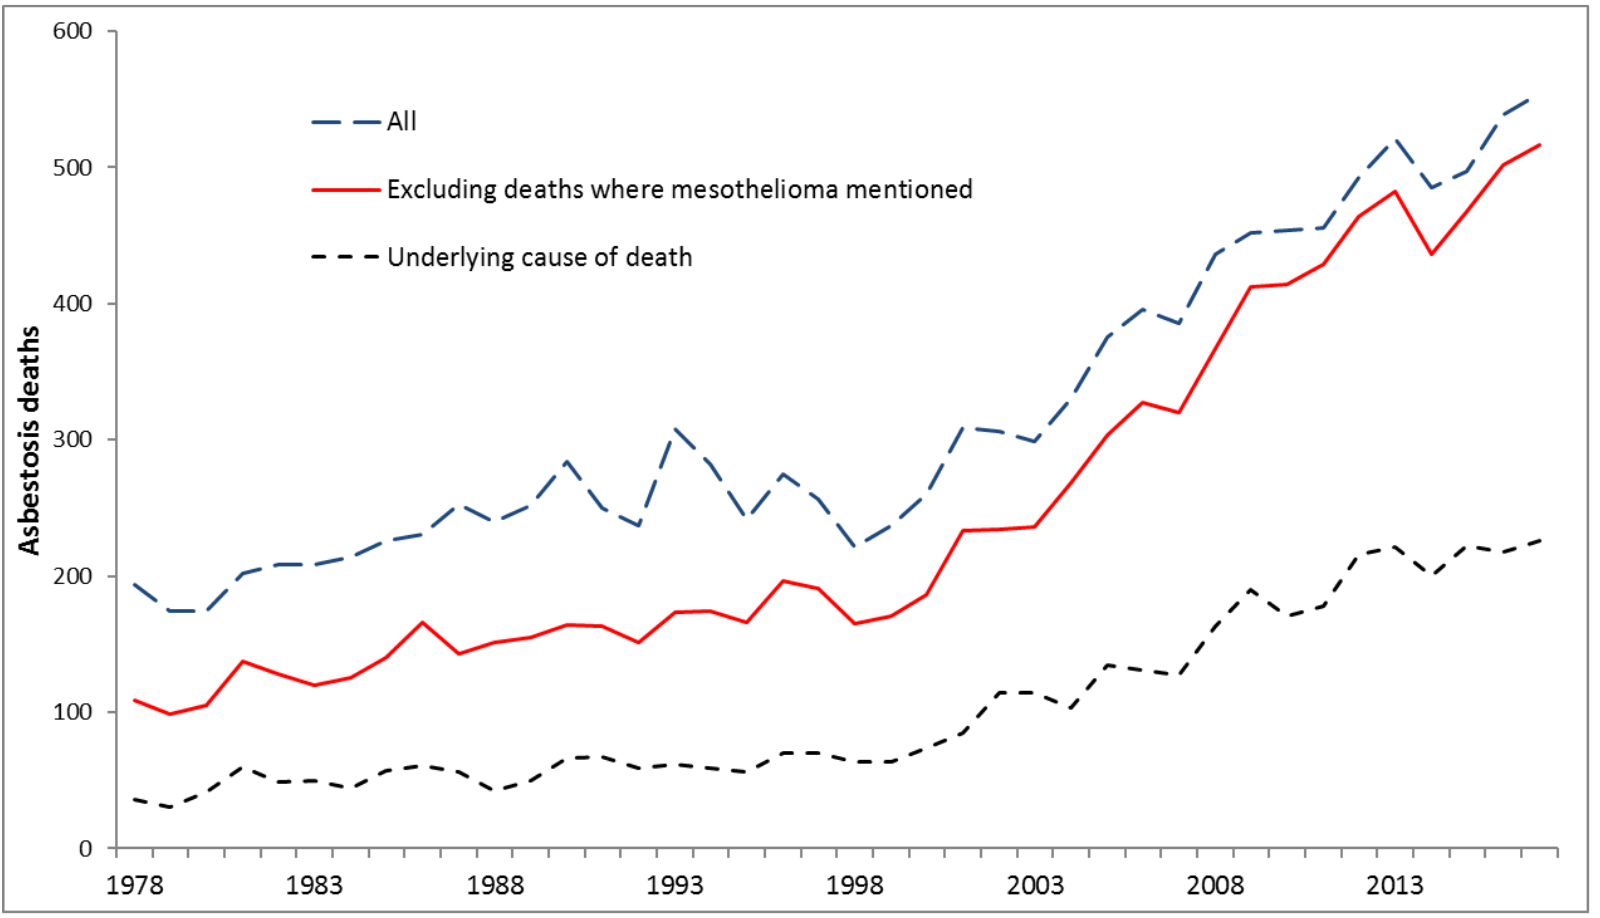 600
500
400
300
200
100
0
Asbestosis deaths
All
Excluding deaths where mesothelioma mentioned
Underlying cause of death
1978 1983 1988 1993 1998 2003 2008 2013